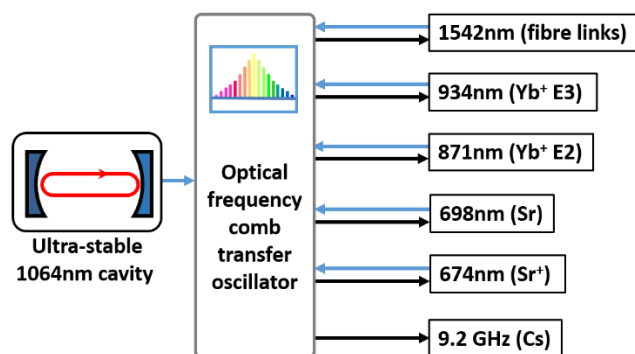 Ultra-stable
1064nm cavity
Optical
frequency
comb
transfer
oscillator
1542nm (fibre links)
934nm (Yb⁺ E3)
871nm (Yb⁺ E2)
698nm (Sr)
674nm (Sr⁺)
9.2 GHz (Cs)